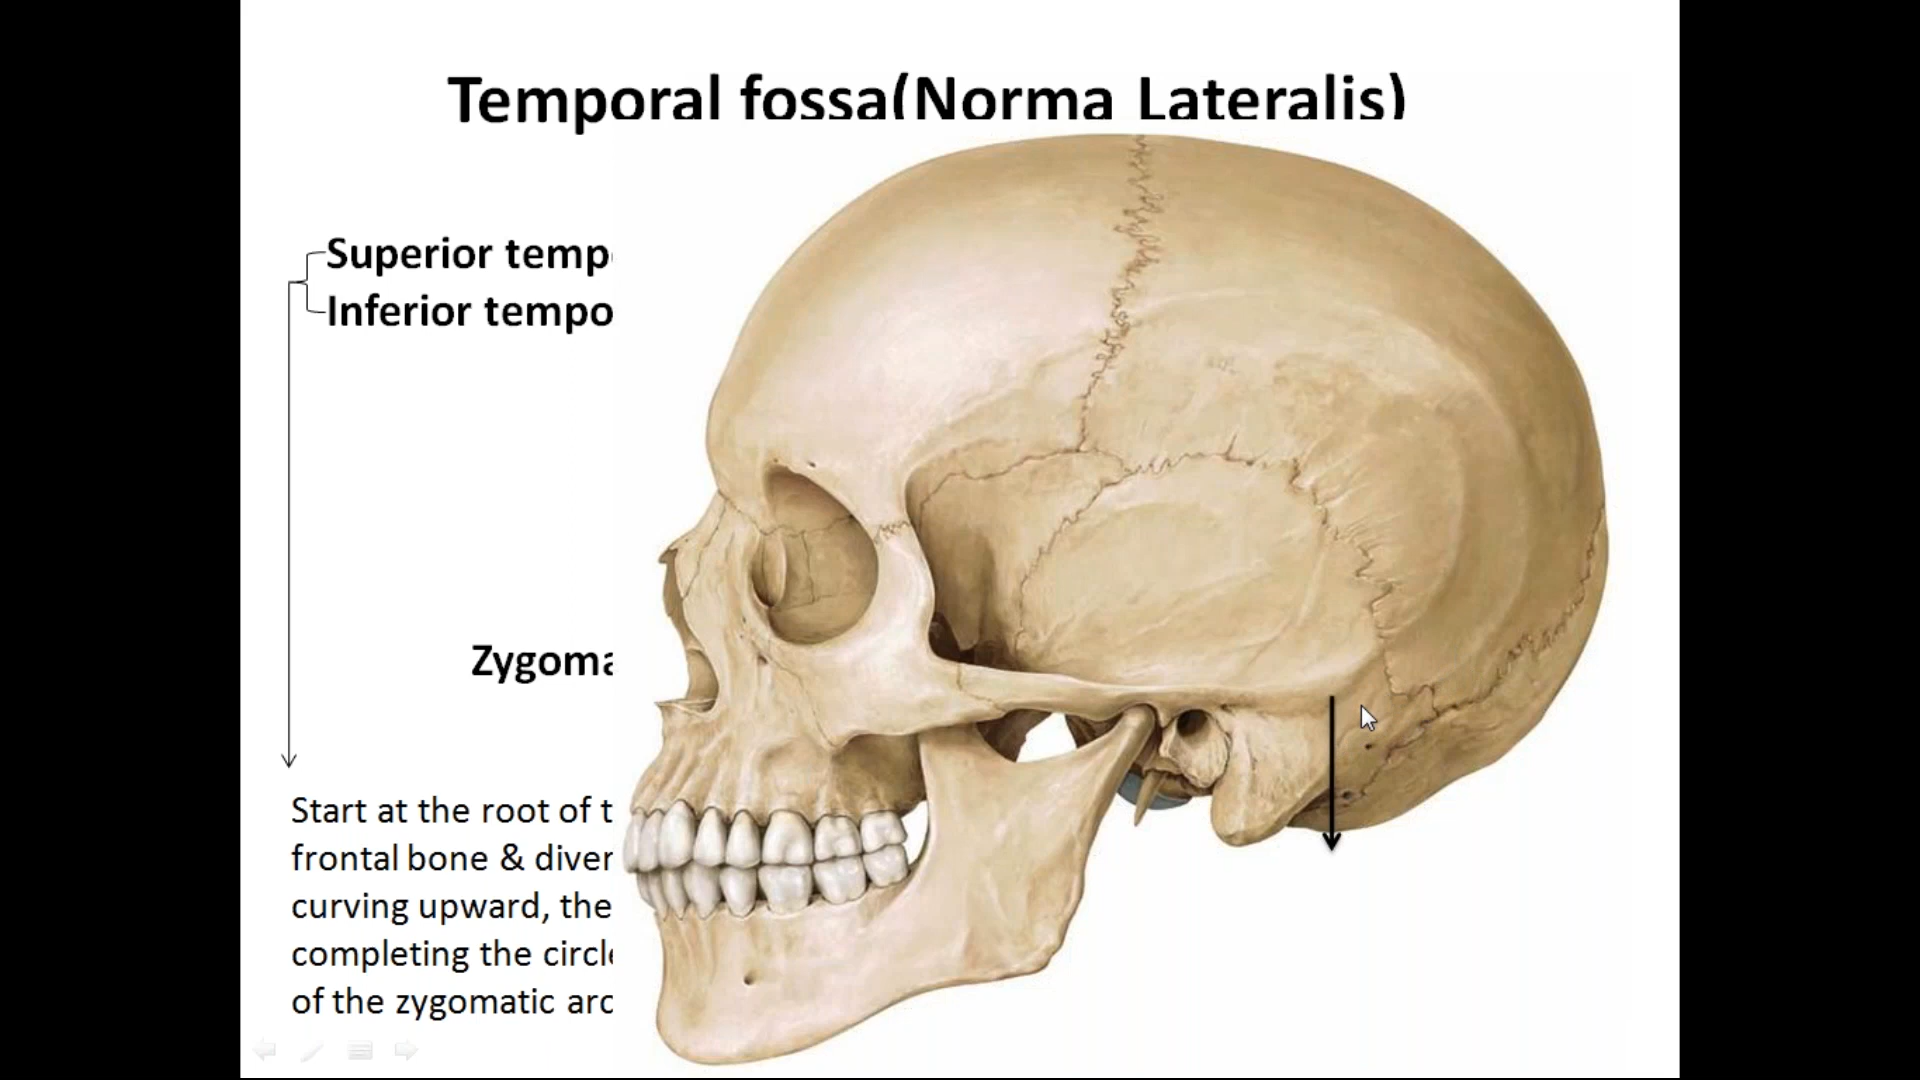 Temporal fossa(Norma Lateralis)
Superior temp
Inferior tempo
Zygoma
Start at the root of t
frontal bone & diver
curving upward, the
completing the circle
of the zygomatic arc